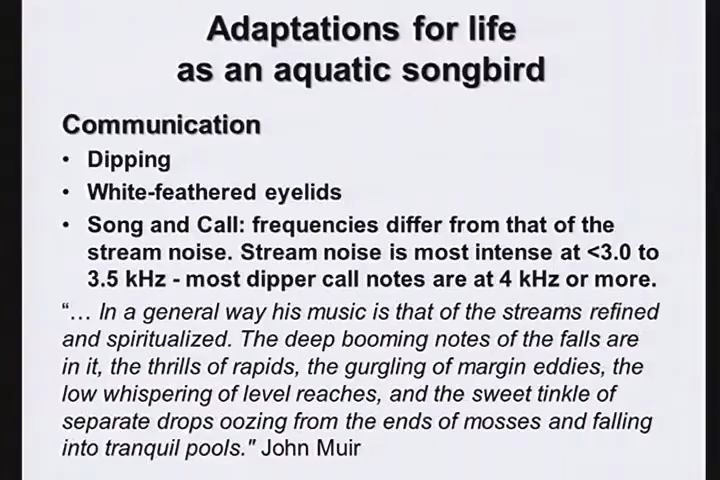 Adaptations for life
as an aquatic songbird
Communication
• Dipping
• White-feathered eyelids
• Song and Call: frequencies differ from that of the
stream noise. Stream noise is most intense at <3.0 to
3.5 kHz - most dipper call notes are at 4 kHz or more.
“… In a general way his music is that of the streams refined
and spiritualized. The deep booming notes of the falls are
in it, the thrills of rapids, the gurgling of margin eddies, the
low whispering of level reaches, and the sweet tinkle of
separate drops oozing from the ends of mosses and falling
into tranquil pools." John Muir